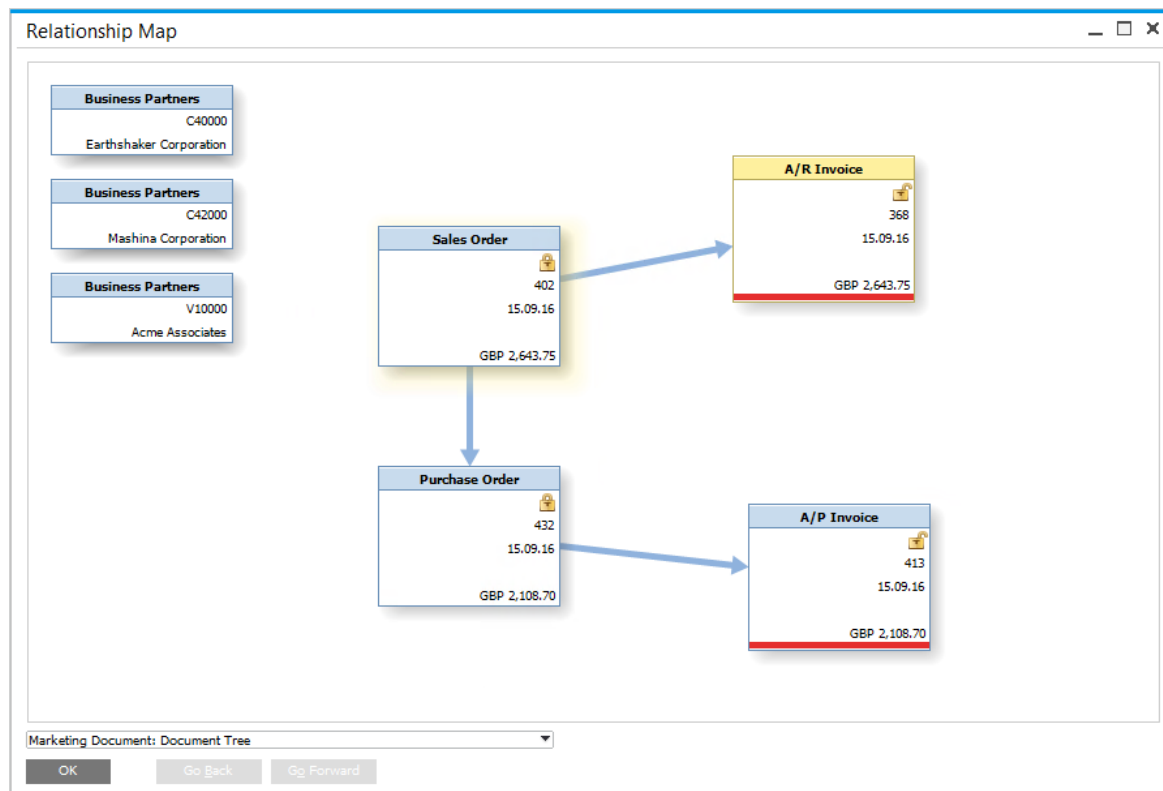 Relationship Map
Business Partners
C40000
Earthshaker Corporation
Business Partners
C42000
Mashina Corporation
Business Partners
V10000
Acme Associates
Sales Order
402
15.09.16
GBP 2,643.75
A/R Invoice
368
15.09.16
GBP 2,643.75
Purchase Order
432
15.09.16
GBP 2,108.70
A/P Invoice
413
15.09.16
GBP 2,108.70
Marketing Document: Document Tree
OK
Go Back
Go Forward